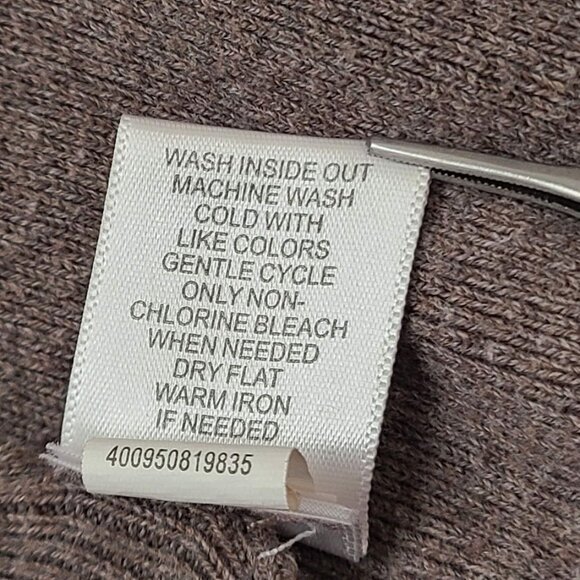 WASH INSIDE OUT
MACHINE WASH
COLD WITH
LIKE COLORS
GENTLE CYCLE
ONLY NON-
CHLORINE BLEACH
WHEN NEEDED
DRY FLAT
WARM IRON
IF NEEDED
400950819835